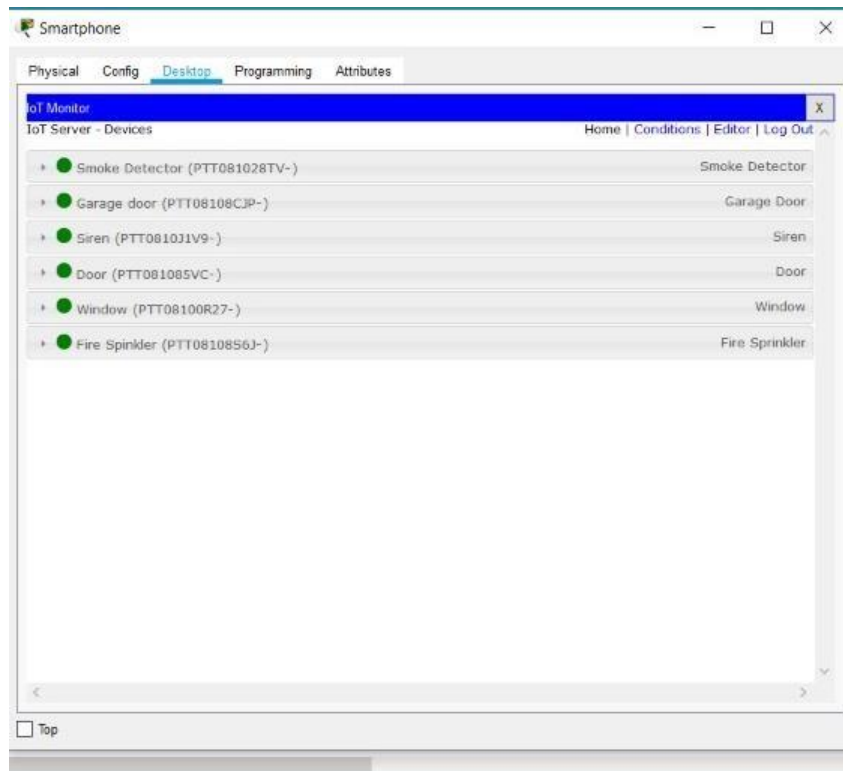 Smartphone
Physical Config Desktop Programming Attributes
IoT Monitor X
IoT Server - Devices Home | Conditions | Editor | Log Out
Smoke Detector (PTT081028TV-) Smoke Detector
Garage door (PTT08108CJP-) Garage Door
Siren (PTT0810J1V9-) Siren
Door (PTT08108SVC-) Door
Window (PTT08100R27-) Window
Fire Spinkler (PTT08108S6J-) Fire Sprinkler
Top